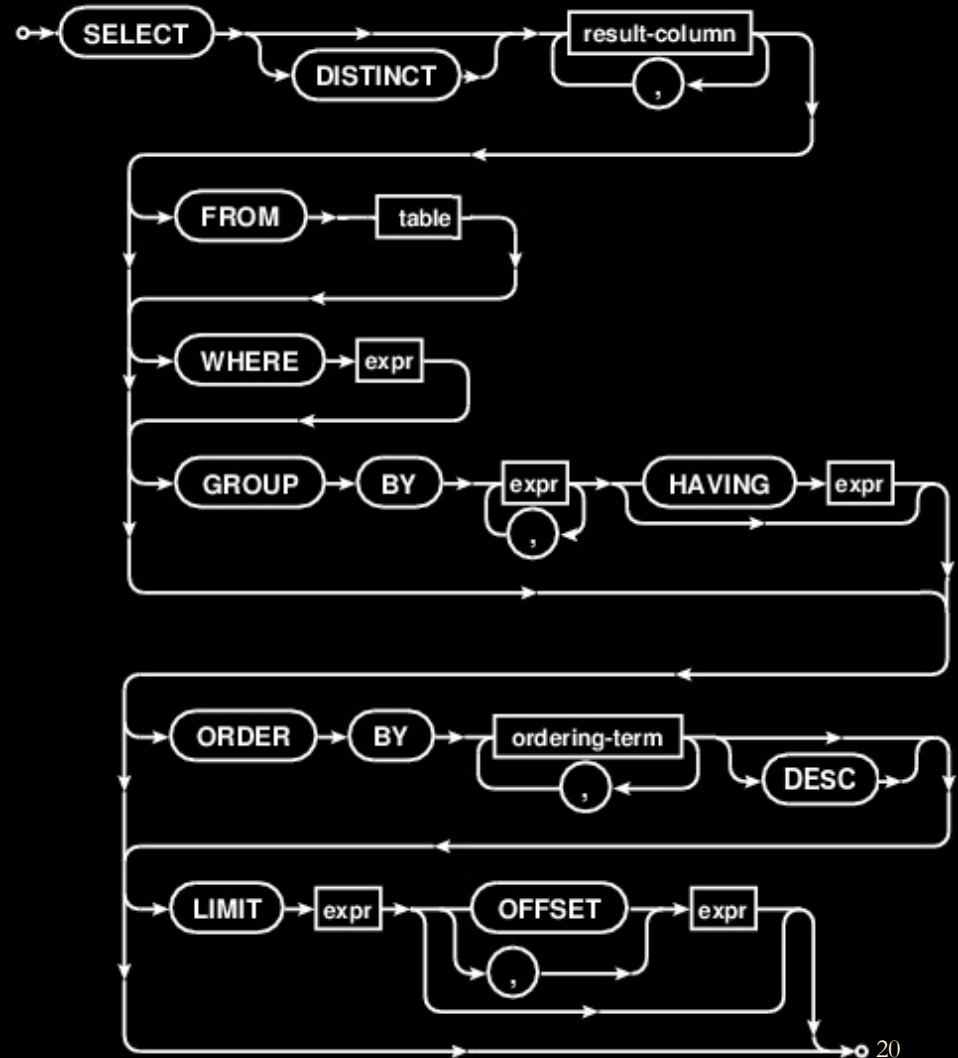 SELECT result-column
DISTINCT ,
FROM table
WHERE expr
GROUP BY expr HAVING expr
,
ORDER BY ordering-term
, DESC
LIMIT expr OFFSET expr
,
20